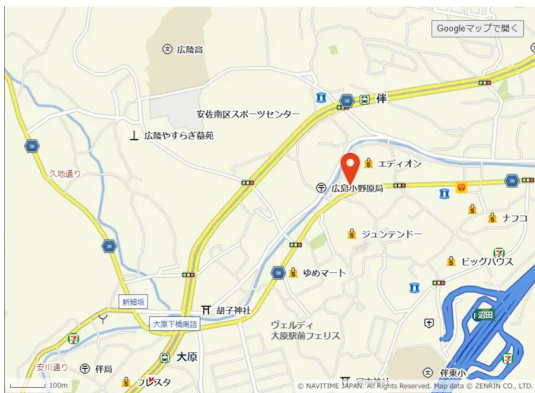 Googleマップで開く
広陵高
伴
安佐南区スポーツセンター
広陵やすらぎ墓苑
久地通り
エディオン
広島小野原局
ナフコ
ジュンテンドー
ビッグハウス
ゆめマート
新細坂
胡子神社
沼田
大原下橋南詰
ヴェルディ
大原駅前フェリス
大原
安川通り
伴局
フレスタ
伴東小
100m
© NAVITIME JAPAN. All Rights Reserved. Map data © ZENRIN CO., LTD.